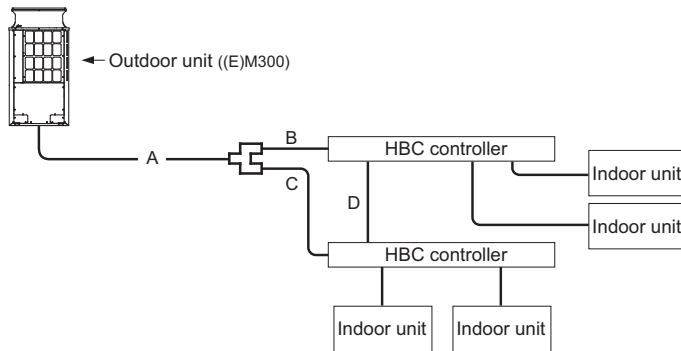 Outdoor unit ((E)M300)
A
B
C
D
HBC controller
Indoor unit
Indoor unit
HBC controller
Indoor unit
Indoor unit